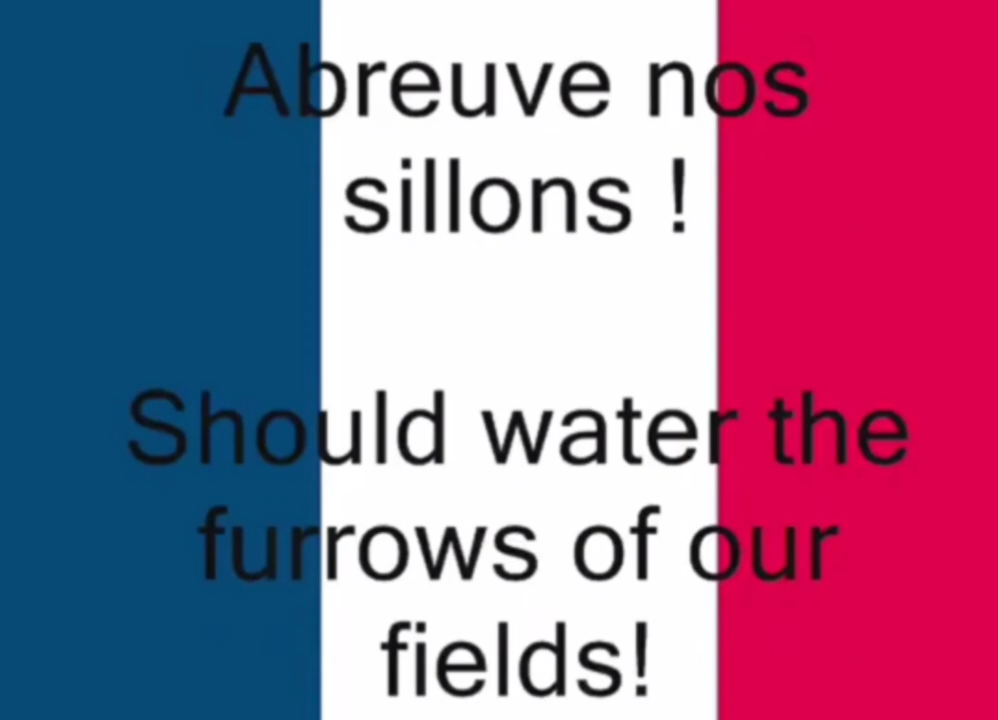 Abreuve nos
sillons !
Should water the
furrows of our
fields!